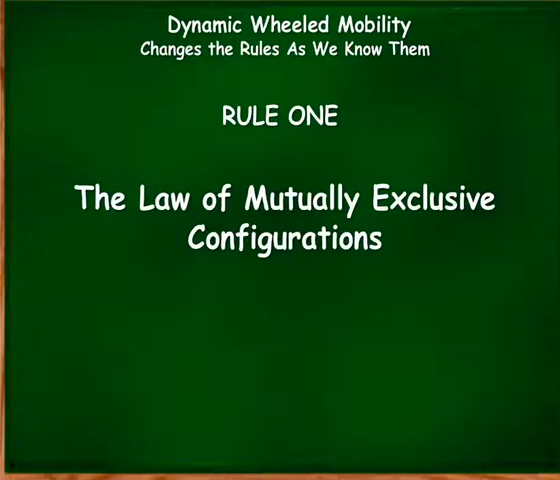 Dynamic Wheeled Mobility
Changes the Rules As We Know Them
RULE ONE
The Law of Mutually Exclusive
Configurations